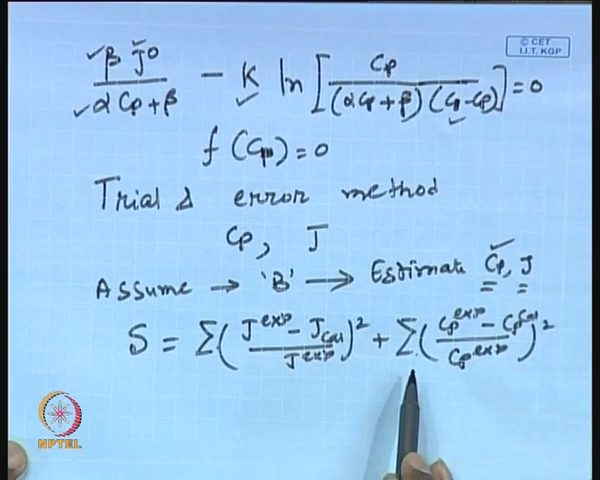 © CET
I.I.T. KGP
β J⁰ / (αCp + β) − K ln [ Cp / ((αCp + β)(C₀ − Cp)) ] = 0
f (Cp) = 0
Trial & error method
Cp, J
Assume → 'B' → Estimate Cp, J
S = Σ( (J^exp − J_cal) / J^exp )² + Σ( (Cp^exp − Cp^cal) / Cp^exp )²
NPTEL